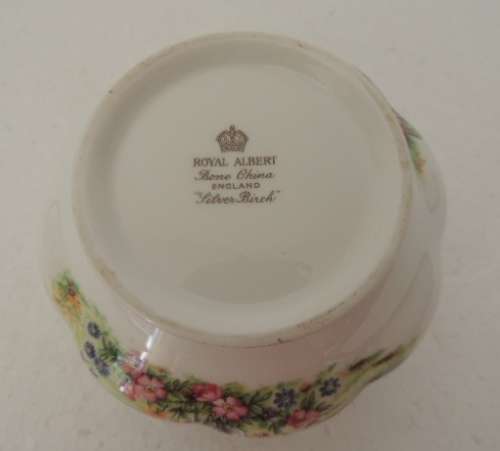 ROYAL ALBERT
Bone China
ENGLAND
"Silver Birch"